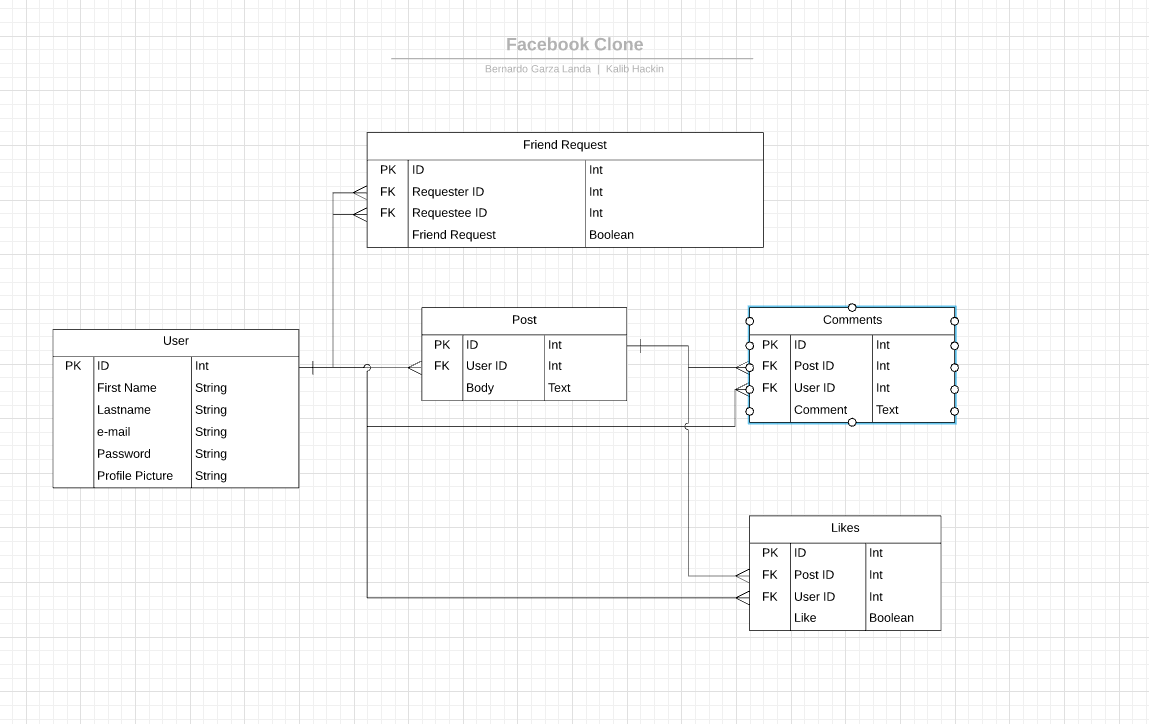 Facebook Clone
Bernardo Garza Landa | Kalib Hackin
Friend Request
PK ID Int
FK Requester ID Int
FK Requestee ID Int
Friend Request Boolean
User
PK ID Int
First Name String
Lastname String
e-mail String
Password String
Profile Picture String
Post
PK ID Int
FK User ID Int
Body Text
Comments
PK ID Int
FK Post ID Int
FK User ID Int
Comment Text
Likes
PK ID Int
FK Post ID Int
FK User ID Int
Like Boolean